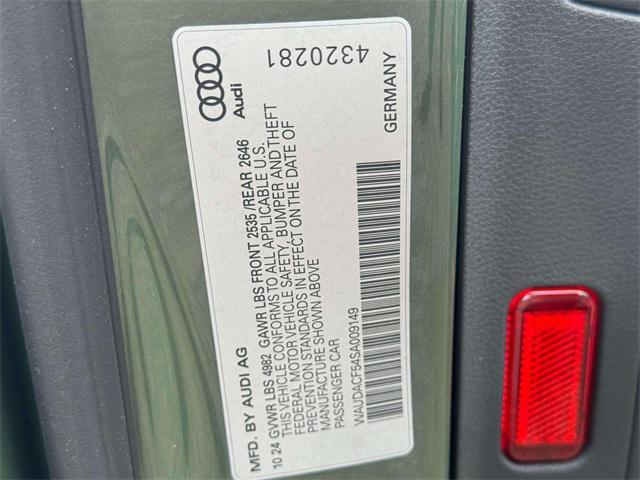 MFD. BY AUDI AG
10 24 GVWR LBS 4982 GAWR LBS FRONT 2535 /REAR 2646
THIS VEHICLE CONFORMS TO ALL APPLICABLE U.S.
FEDERAL MOTOR VEHICLE SAFETY, BUMPER AND THEFT
PREVENTION STANDARDS IN EFFECT ON THE DATE OF
MANUFACTURE SHOWN ABOVE
PASSENGER CAR
WAUDACF54SA009149
Audi
4320281
GERMANY